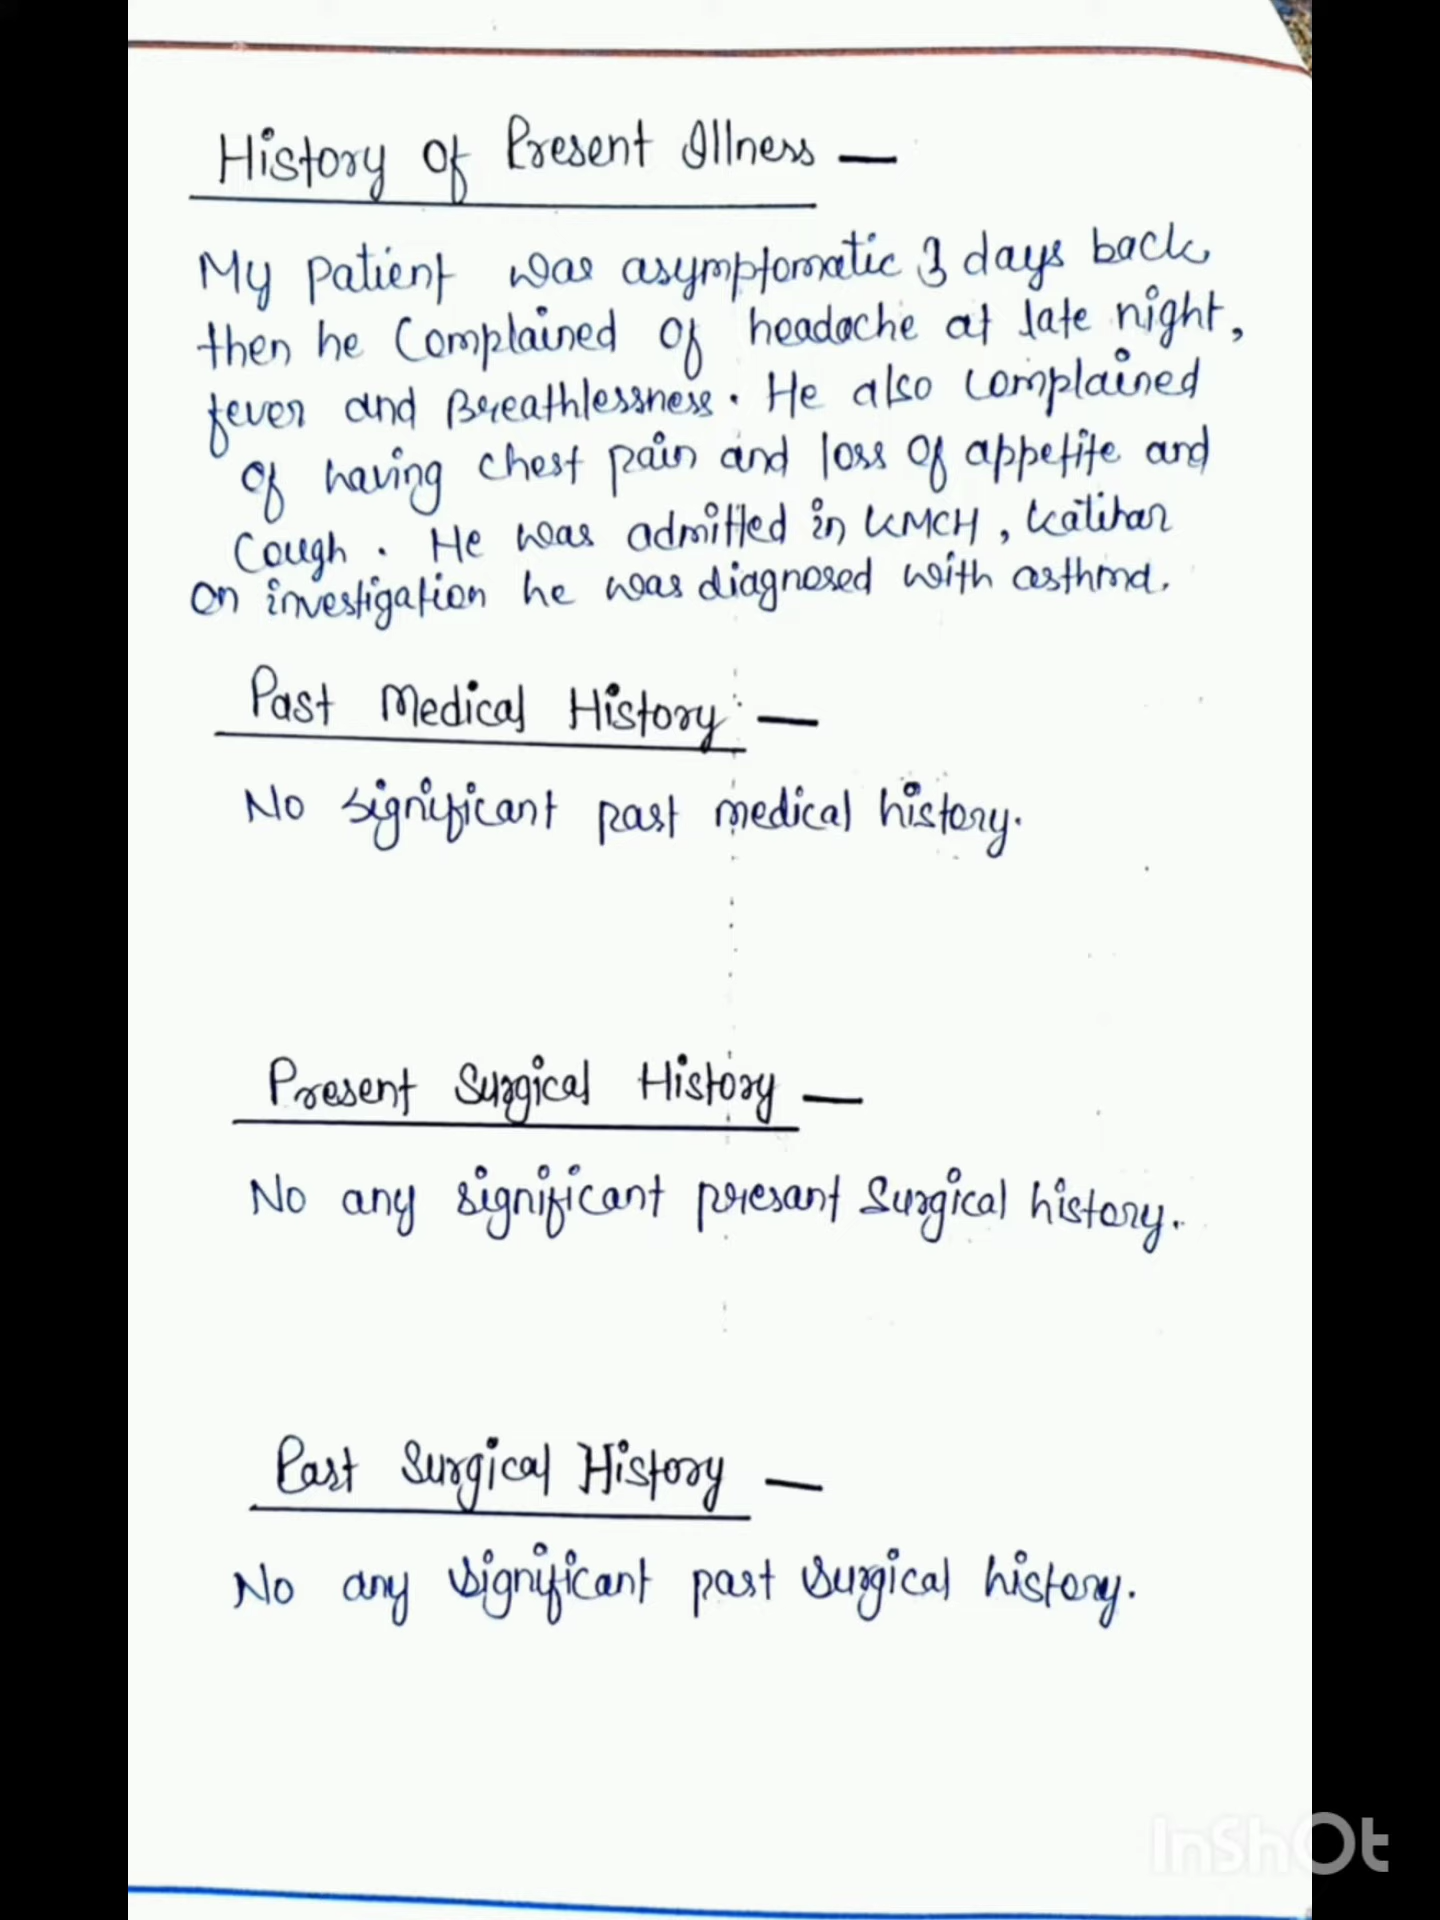 History of Present Illness —
My patient was asymptomatic 3 days back
then he Complained of headache at late night,
fever and Breathlessness. He also complained
of having chest pain and loss of appetite and
Cough. He was admitted in KMCH, Katihar
on investigation he was diagnosed with asthma.
Past Medical History —
No significant past medical history.
Present Surgical History —
No any significant presant Surgical history.
Past Surgical History —
No any significant past surgical history.
InShOt